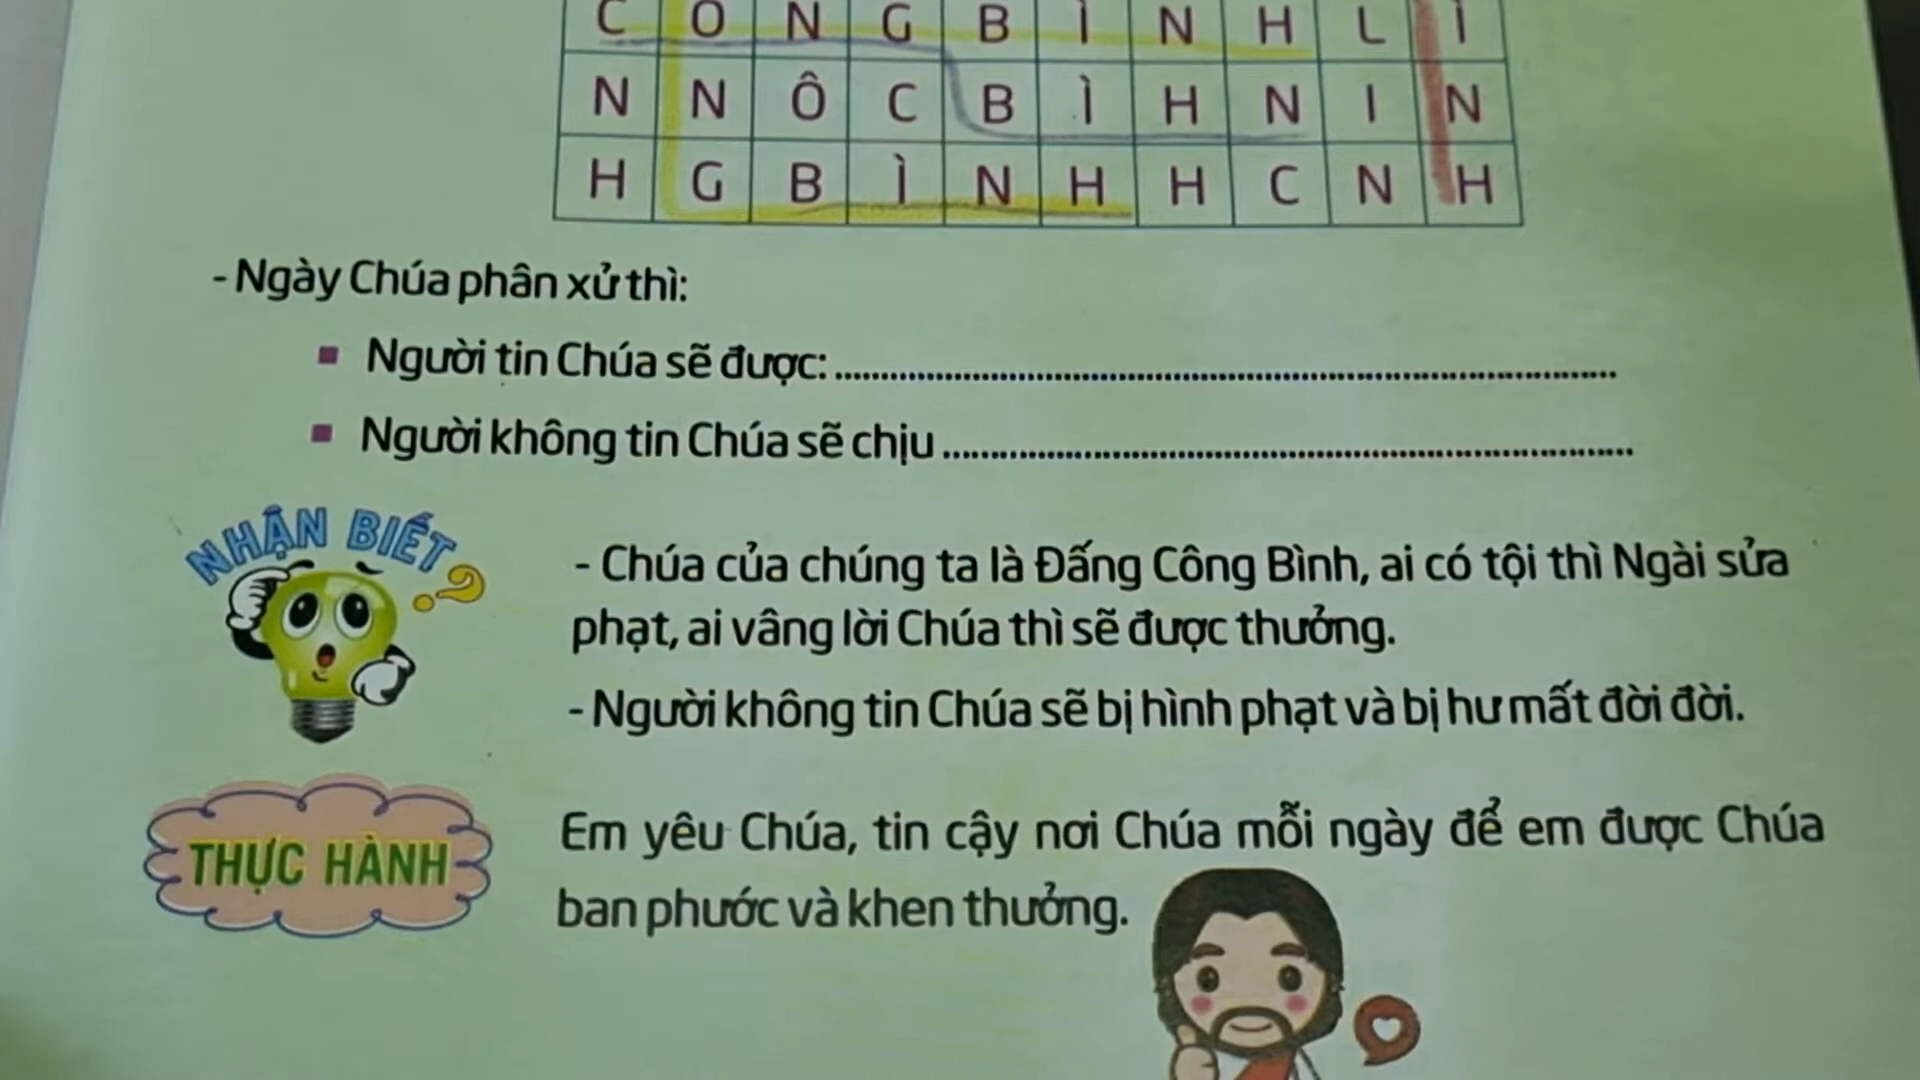 C Ô N G B Ì N H L Ì
N N Ô C B Ì H N I N
H G B Ì N H H C N H
- Ngày Chúa phân xử thì:
Người tin Chúa sẽ được: ......................................................................
Người không tin Chúa sẽ chịu ..............................................................
NHẬN BIẾT?
- Chúa của chúng ta là Đấng Công Bình, ai có tội thì Ngài sửa
phạt, ai vâng lời Chúa thì sẽ được thưởng.
- Người không tin Chúa sẽ bị hình phạt và bị hư mất đời đời.
THỰC HÀNH
Em yêu Chúa, tin cậy nơi Chúa mỗi ngày để em được Chúa
ban phước và khen thưởng.